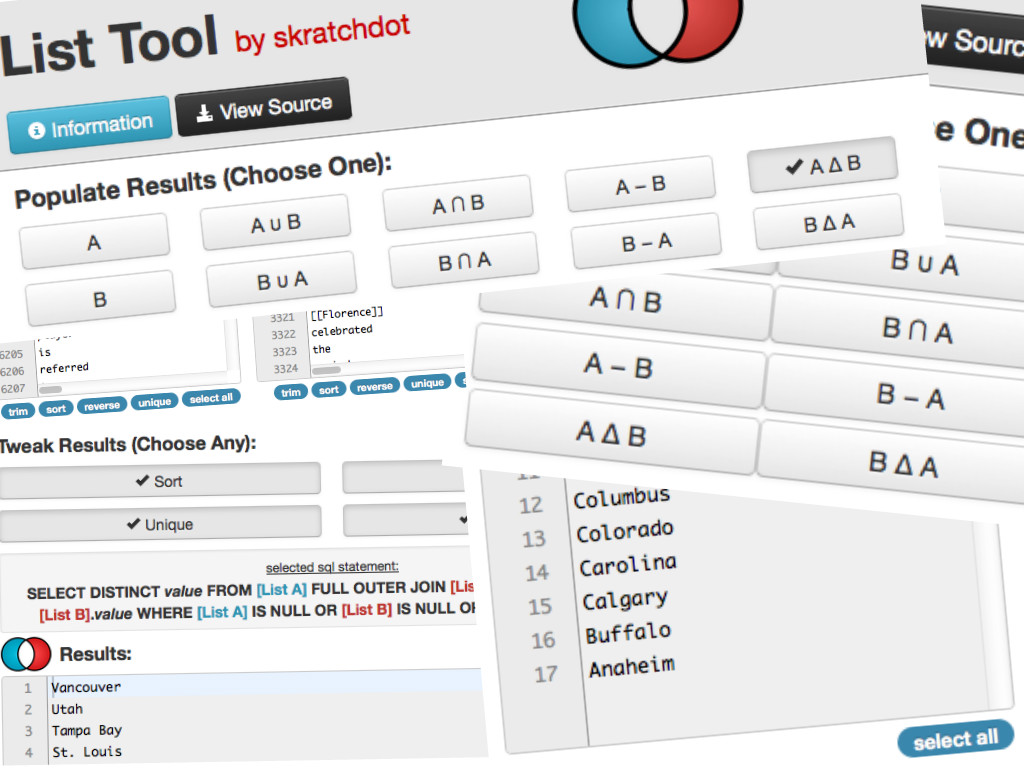 List Tool by skratchdot
Information
View Source
Populate Results (Choose One):
A
A ∪ B
A ∩ B
A – B
✔ A Δ B
B
B ∪ A
B ∩ A
B – A
B Δ A
e One
B ∪ A
A ∩ B
B ∩ A
A – B
B – A
A Δ B
B Δ A
6205 is
6206 referred
6207
trim sort reverse unique select all
3321 [[Florence]]
3322 celebrated
3323 the
3324
trim sort reverse unique
Tweak Results (Choose Any):
✔ Sort
✔ Unique
selected sql statement:
SELECT DISTINCT value FROM [List A] FULL OUTER JOIN
[List B].value WHERE [List A] IS NULL OR [List B] IS NULL
Results:
1 Vancouver
2 Utah
3 Tampa Bay
4 St. Louis
12 Columbus
13 Colorado
14 Carolina
15 Calgary
16 Buffalo
17 Anaheim
select all